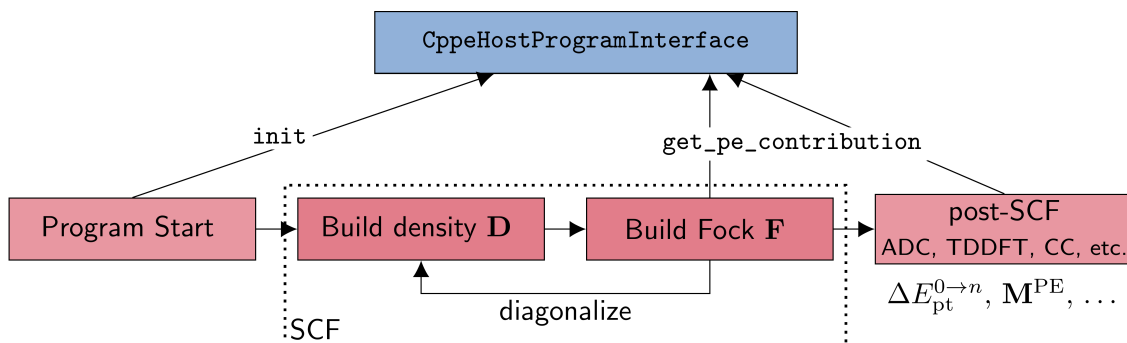 CppeHostProgramInterface
init
get_pe_contribution
Program Start
Build density D
Build Fock F
post-SCF
ADC, TDDFT, CC, etc.
ΔE_pt^{0→n}, M^PE, …
diagonalize
SCF